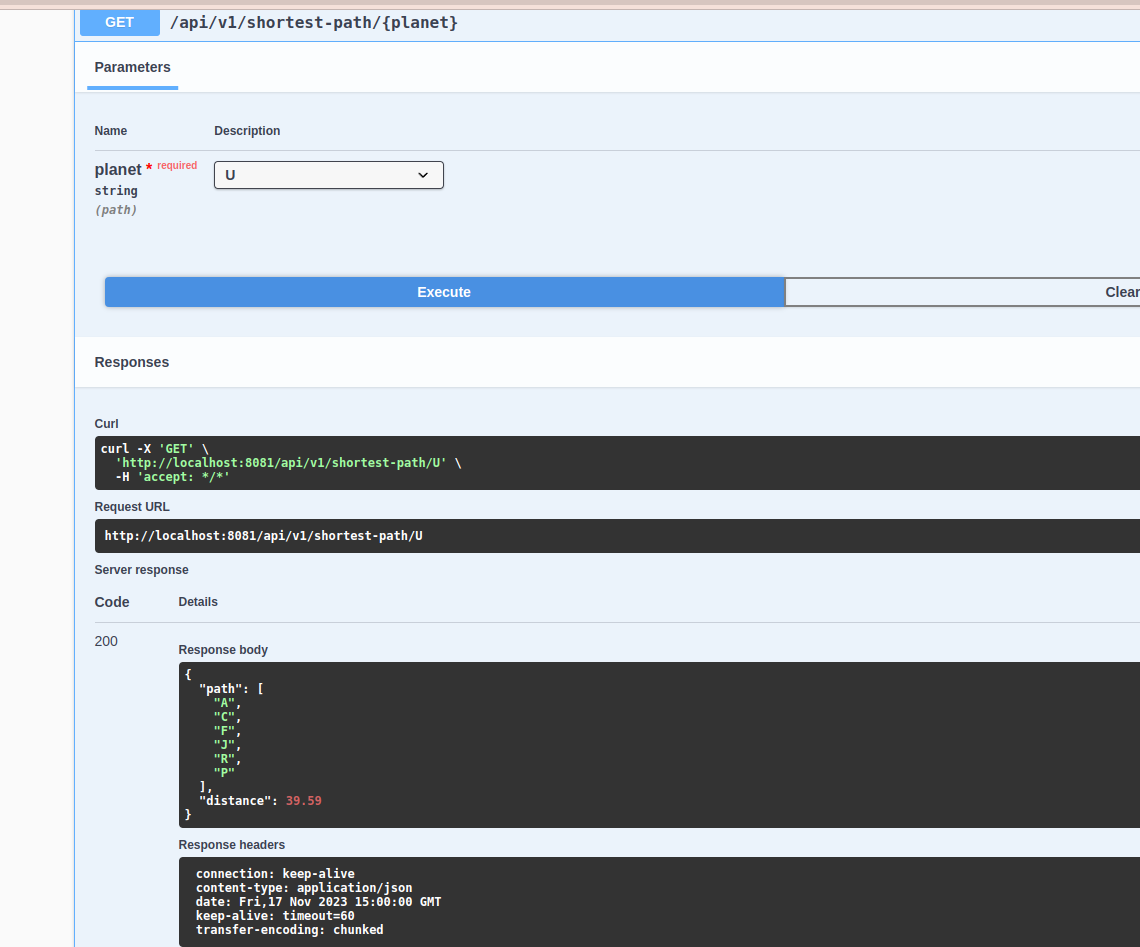 GET /api/v1/shortest-path/{planet}
Parameters
Name Description
planet * required
string
(path)
U
Execute
Clear
Responses
Curl
curl -X 'GET' \
  'http://localhost:8081/api/v1/shortest-path/U' \
  -H 'accept: */*'
Request URL
http://localhost:8081/api/v1/shortest-path/U
Server response
Code Details
200
Response body
{
  "path": [
    "A",
    "C",
    "F",
    "J",
    "R",
    "P"
  ],
  "distance": 39.59
}
Response headers
connection: keep-alive
content-type: application/json
date: Fri,17 Nov 2023 15:00:00 GMT
keep-alive: timeout=60
transfer-encoding: chunked